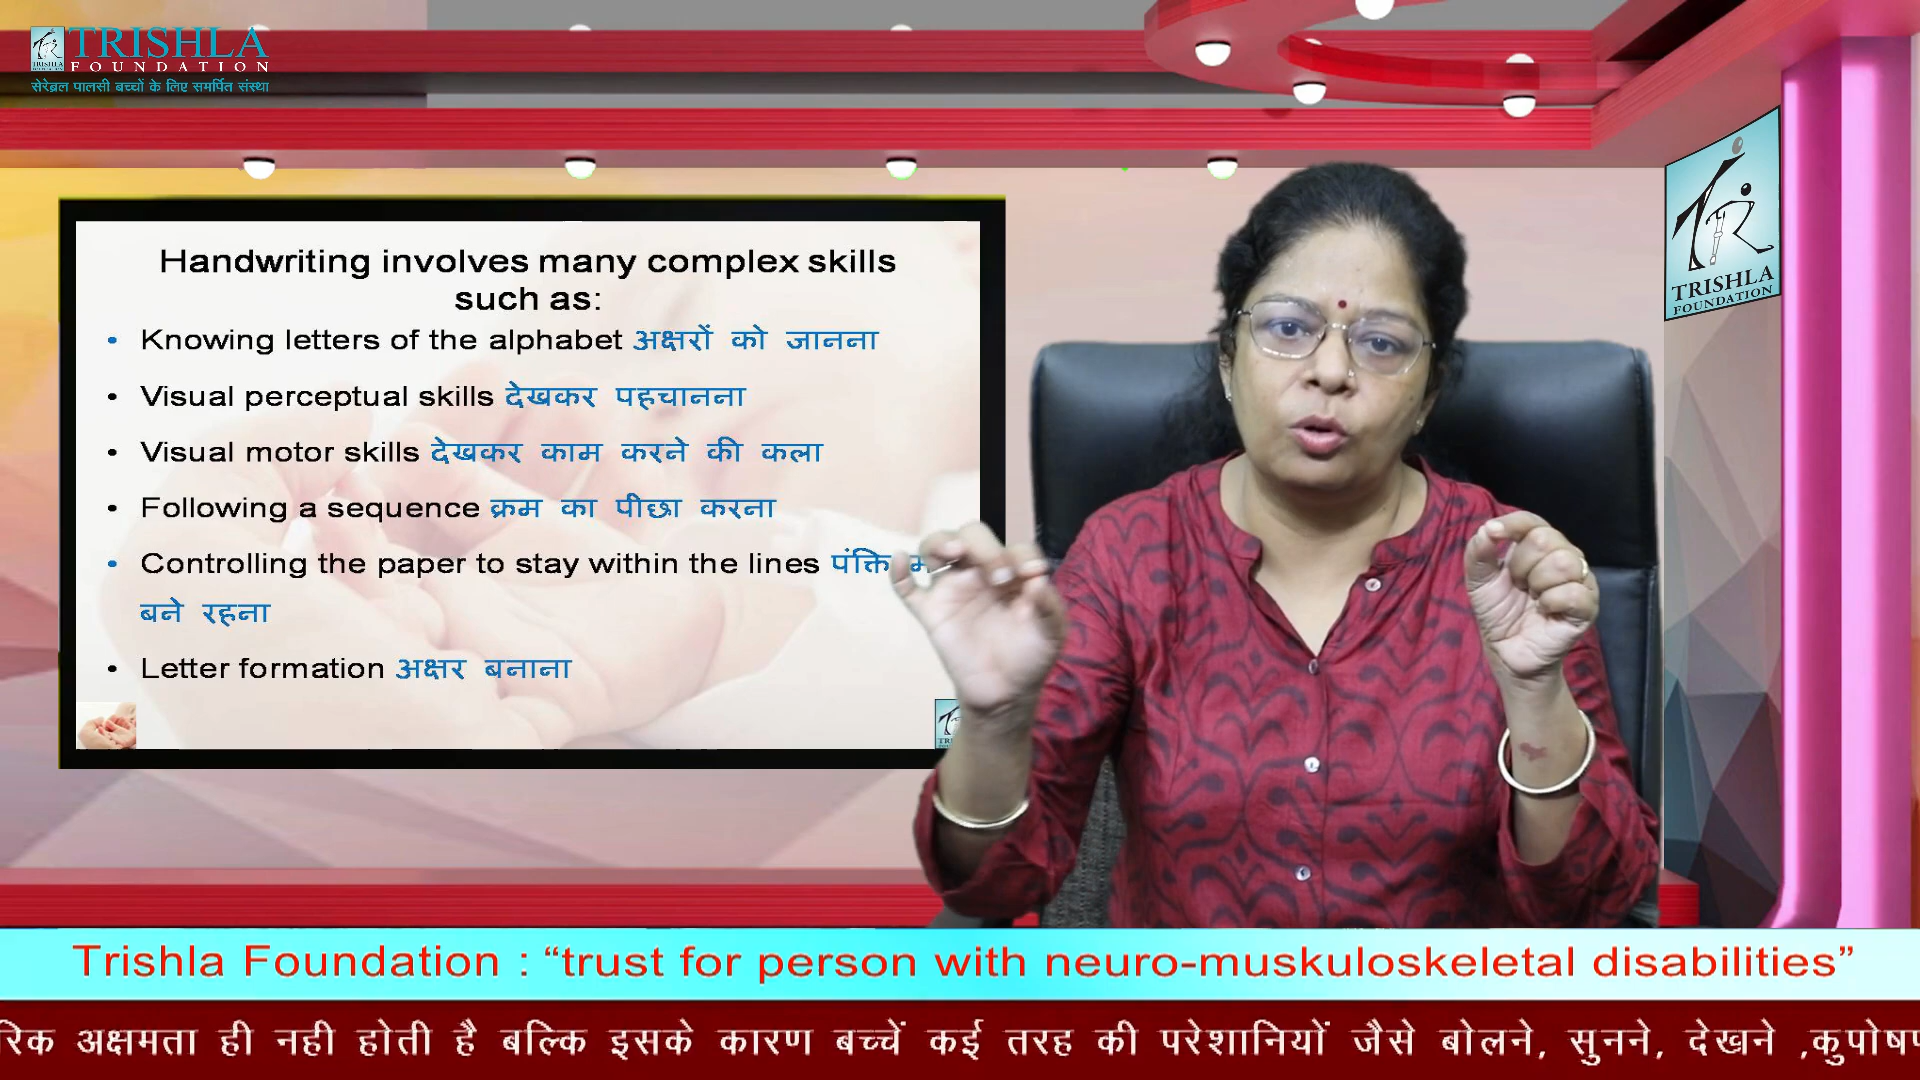 TRISHLA
FOUNDATION
सेरेब्रल पालसी बच्चों के लिए समर्पित संस्था
TRISHLA
FOUNDATION
Handwriting involves many complex skills
such as:
• Knowing letters of the alphabet अक्षरों को जानना
• Visual perceptual skills देखकर पहचानना
• Visual motor skills देखकर काम करने की कला
• Following a sequence क्रम का पीछा करना
• Controlling the paper to stay within the lines पंक्ति
बने रहना
• Letter formation अक्षर बनाना
Trishla Foundation : “trust for person with neuro-muskuloskeletal disabilities”
अक्षमता ही नही होती है बल्कि इसके कारण बच्चें कई तरह की परेशानियों जैसे बोलने, सुनने, देखने ,